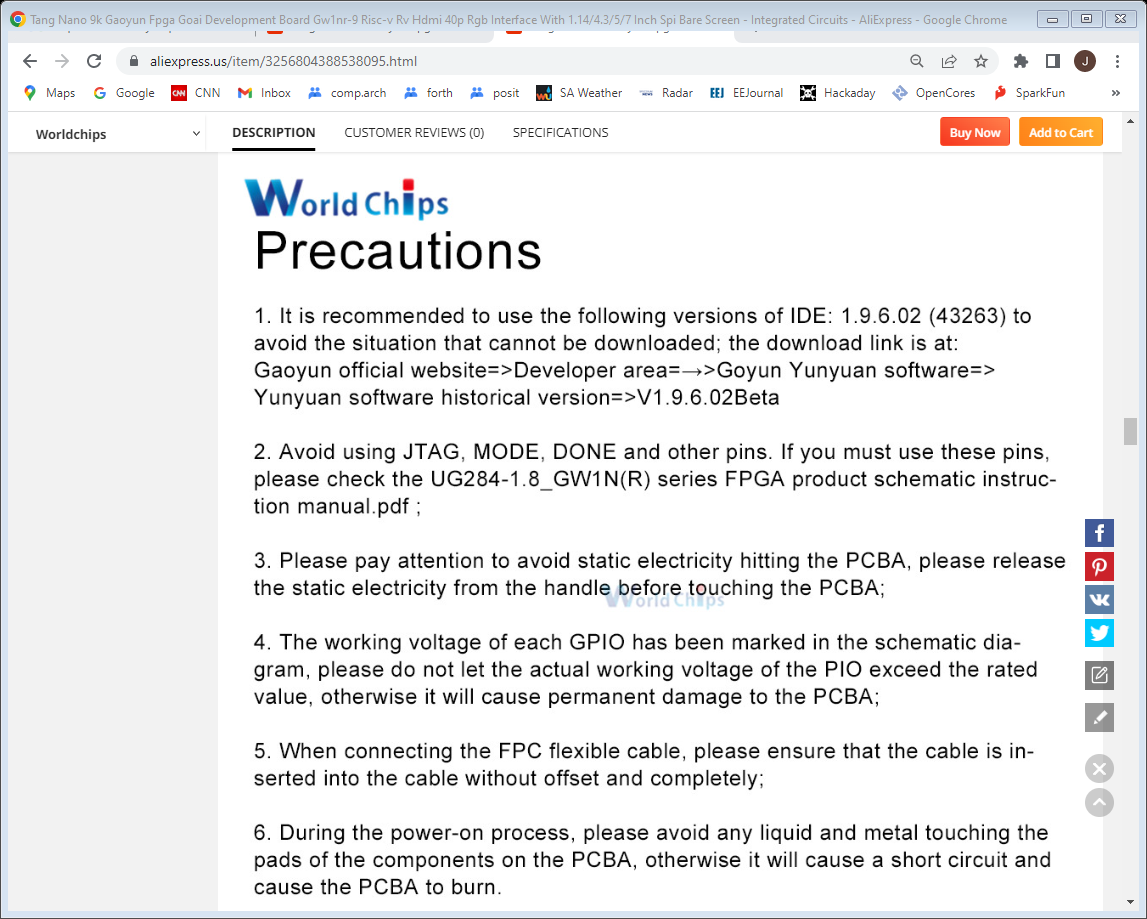 Tang Nano 9k Gaoyun Fpga Goai Development Board Gw1nr-9 Risc-v Rv Hdmi 40p Rgb Interface With 1.14/4.3/5/7 Inch Spi Bare Screen - Integrated Circuits - AliExpress - Google Chrome
aliexpress.us/item/3256804388538095.html
J
Maps Google CNN Inbox comp.arch forth posit SA Weather Radar EEJournal Hackaday OpenCores SparkFun »
Worldchips DESCRIPTION CUSTOMER REVIEWS (0) SPECIFICATIONS Buy Now Add to Cart
World Chips
Precautions
1. It is recommended to use the following versions of IDE: 1.9.6.02 (43263) to
avoid the situation that cannot be downloaded; the download link is at:
Gaoyun official website=>Developer area=→>Goyun Yunyuan software=>
Yunyuan software historical version=>V1.9.6.02Beta
2. Avoid using JTAG, MODE, DONE and other pins. If you must use these pins,
please check the UG284-1.8_GW1N(R) series FPGA product schematic instruc-
tion manual.pdf ;
3. Please pay attention to avoid static electricity hitting the PCBA, please release
the static electricity from the handle before touching the PCBA;
World Chips
4. The working voltage of each GPIO has been marked in the schematic dia-
gram, please do not let the actual working voltage of the PIO exceed the rated
value, otherwise it will cause permanent damage to the PCBA;
5. When connecting the FPC flexible cable, please ensure that the cable is in-
serted into the cable without offset and completely;
6. During the power-on process, please avoid any liquid and metal touching the
pads of the components on the PCBA, otherwise it will cause a short circuit and
cause the PCBA to burn.